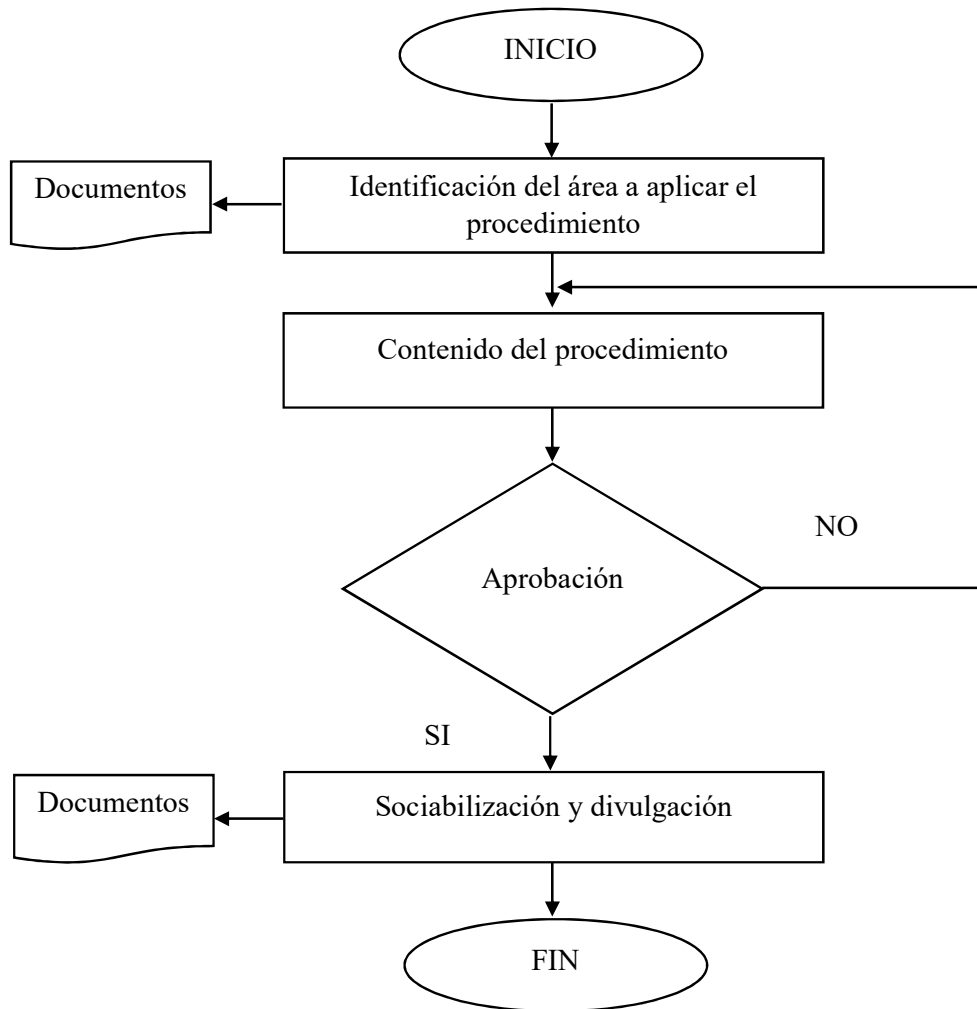 INICIO
Documentos
Identificación del área a aplicar el
procedimiento
Contenido del procedimiento
NO
Aprobación
SI
Documentos
Sociabilización y divulgación
FIN